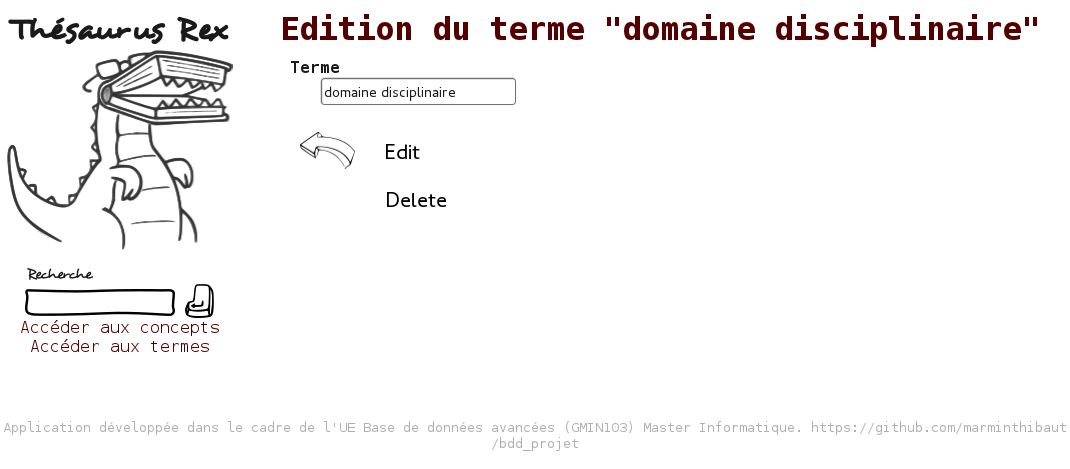 Thésaurus Rex
Edition du terme "domaine disciplinaire"
Terme
domaine disciplinaire
Edit
Delete
Recherche
Accéder aux concepts
Accéder aux termes
Application développée dans le cadre de l'UE Base de données avancées (GMIN103) Master Informatique. https://github.com/marminthibaut
/bdd_projet